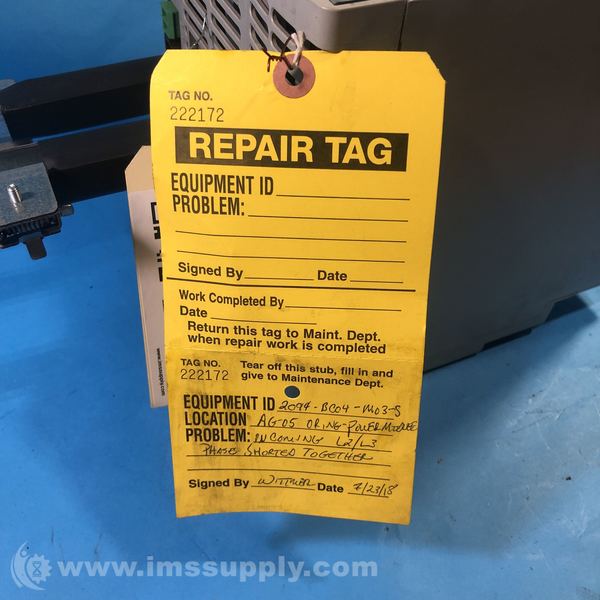 TAG NO.
222172
REPAIR TAG
EQUIPMENT ID
PROBLEM:
Signed By Date
Work Completed By
Date
Return this tag to Maint. Dept.
when repair work is completed
TAG NO. Tear off this stub, fill in and
222172 give to Maintenance Dept.
EQUIPMENT ID 2094-BC04-M03-S
LOCATION AG-05 POWER MODULE
PROBLEM: INCOMING L2/L3
PHASE SHORTED TOGETHER
Signed By Date 7/23/18
www.imssupply.com
www.imssupply.com